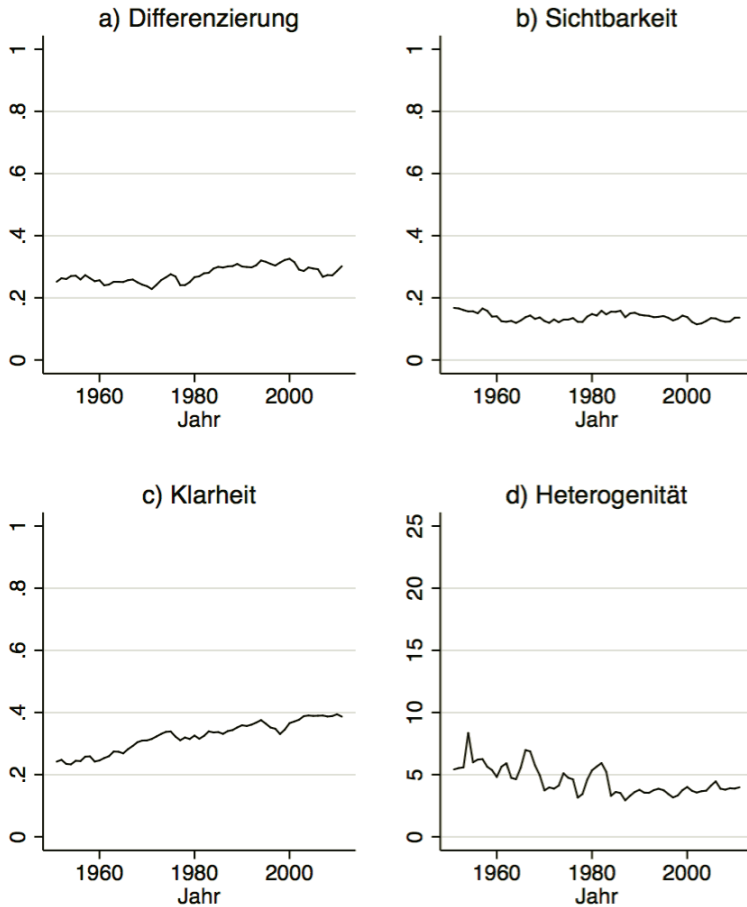 a) Differenzierung
1
.8
.6
.4
.2
0
1960 1980 2000
Jahr
b) Sichtbarkeit
1
.8
.6
.4
.2
0
1960 1980 2000
Jahr
c) Klarheit
1
.8
.6
.4
.2
0
1960 1980 2000
Jahr
d) Heterogenität
25
20
15
10
5
0
1960 1980 2000
Jahr